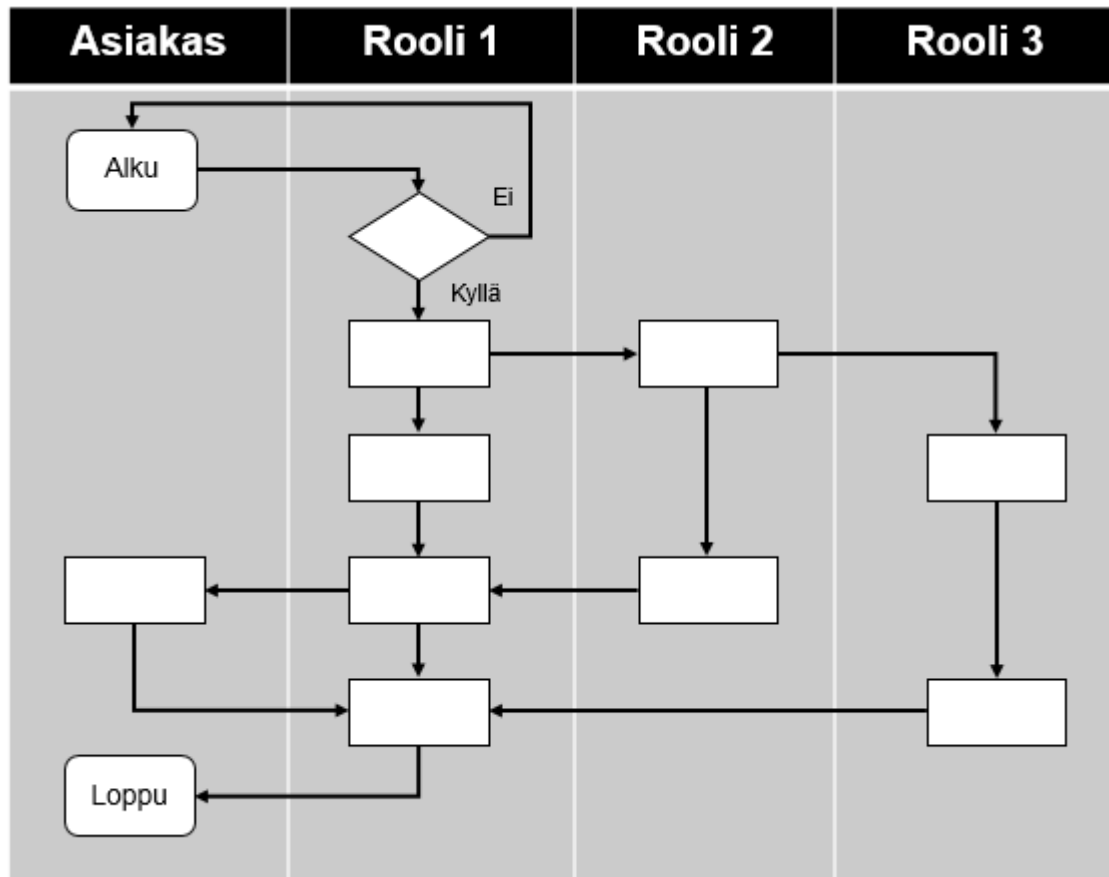 Asiakas
Rooli 1
Rooli 2
Rooli 3
Alku
Ei
Kyllä
Loppu